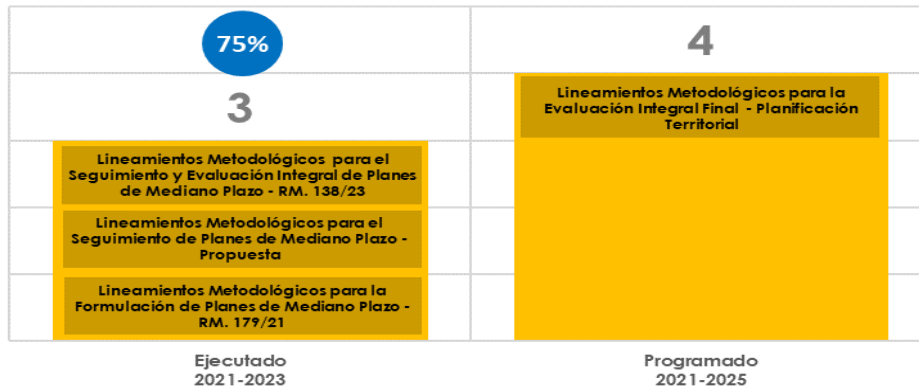 75%
3
Lineamientos Metodológicos para el
Seguimiento y Evaluación Integral de Planes
de Mediano Plazo - RM. 138/23
Lineamientos Metodológicos para el
Seguimiento de Planes de Mediano Plazo -
Propuesta
Lineamientos Metodológicos para la
Formulación de Planes de Mediano Plazo -
RM. 179/21
Ejecutado
2021-2023
4
Lineamientos Metodológicos para la
Evaluación Integral Final - Planificación
Territorial
Programado
2021-2025